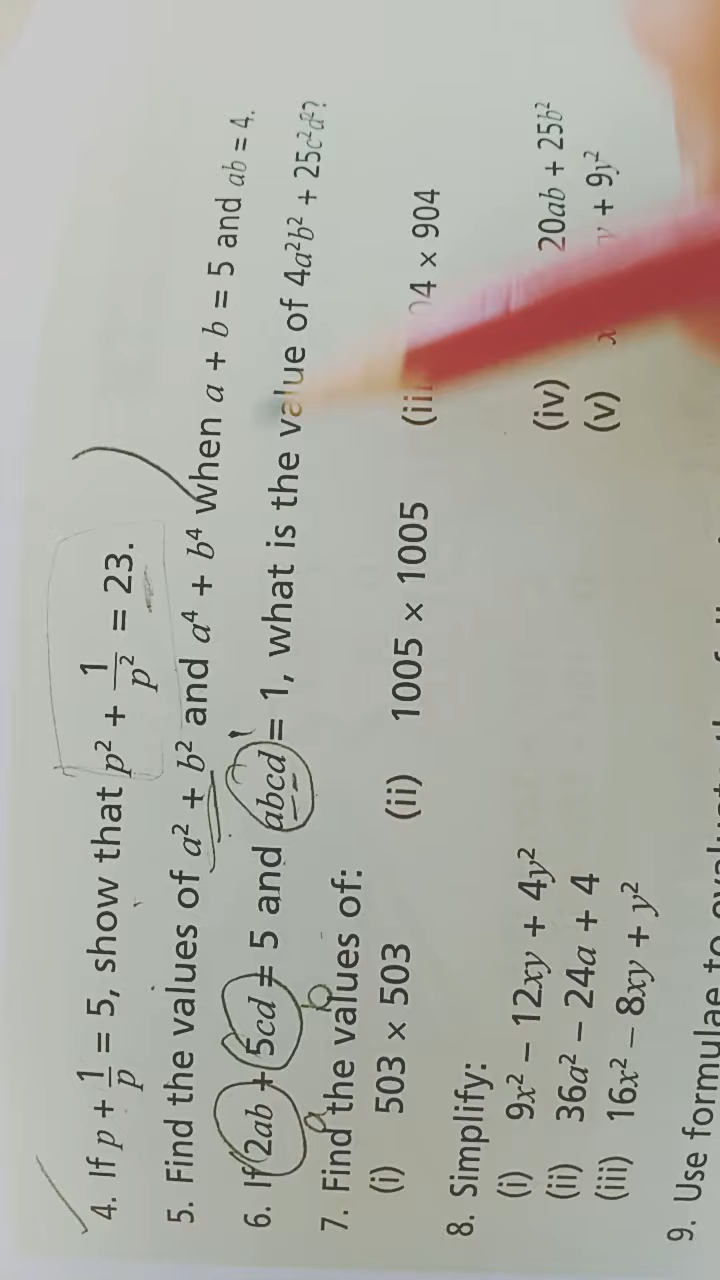 4. If p + 1/p = 5, show that p² + 1/p² = 23.
5. Find the values of a² + b² and a⁴ + b⁴ when a + b = 5 and ab = 4.
6. If 2ab + 5cd = 5 and abcd = 1, what is the value of 4a²b² + 25c²d²?
a b
7. Find the values of:
(i) 503 × 503 (ii) 1005 × 1005 (iii) 04 × 904
8. Simplify:
(i) 9x² − 12xy + 4y² (iv) 20ab + 25b²
(ii) 36a² − 24a + 4 (v) x y + 9y²
(iii) 16x² − 8xy + y²
9. Use formulae to